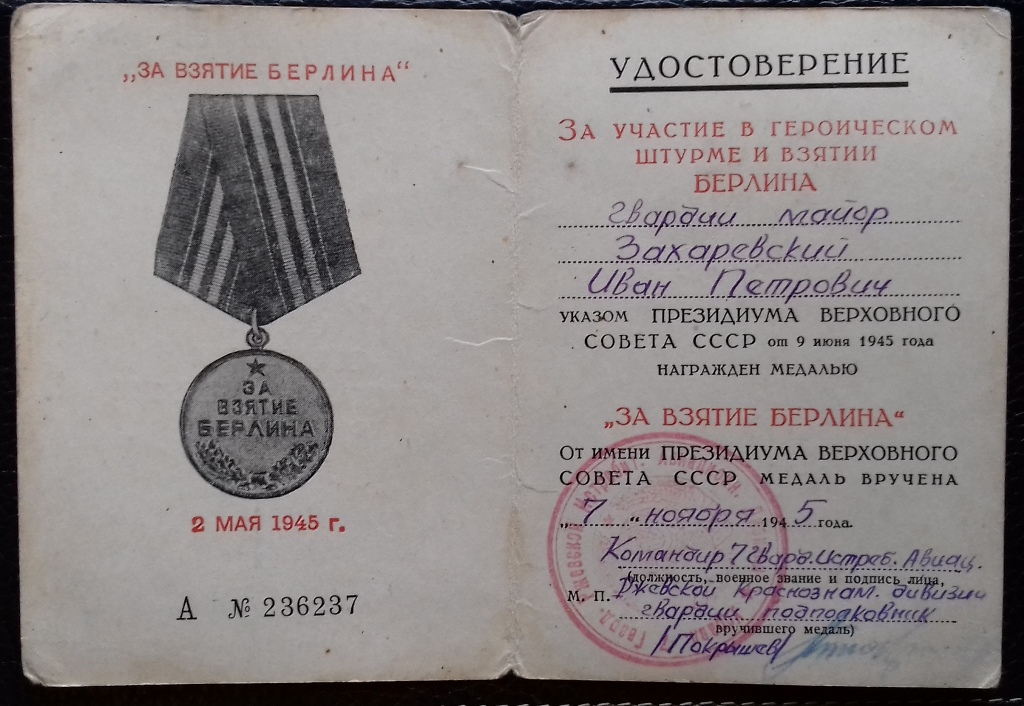 „ЗА ВЗЯТИЕ БЕРЛИНА“
ЗА
ВЗЯТИЕ
БЕРЛИНА
2 МАЯ 1945 г.
А № 236237
УДОСТОВЕРЕНИЕ
ЗА УЧАСТИЕ В ГЕРОИЧЕСКОМ
ШТУРМЕ И ВЗЯТИИ
БЕРЛИНА
гвардии майор
Захаревский
Иван Петрович
УКАЗОМ ПРЕЗИДИУМА ВЕРХОВНОГО
СОВЕТА СССР от 9 июня 1945 года
НАГРАЖДЕН МЕДАЛЬЮ
„ЗА ВЗЯТИЕ БЕРЛИНА“
ОТ ИМЕНИ ПРЕЗИДИУМА ВЕРХОВНОГО
СОВЕТА СССР МЕДАЛЬ ВРУЧЕНА
„7“ ноября 1945 года.
Командир 7 Гвард. Истреб. Авиац.
(должность, военное звание и подпись лица,
М. П. Ржевской краснознам. дивизии
гвардии подполковник
вручившего медаль)
/Покрышев/